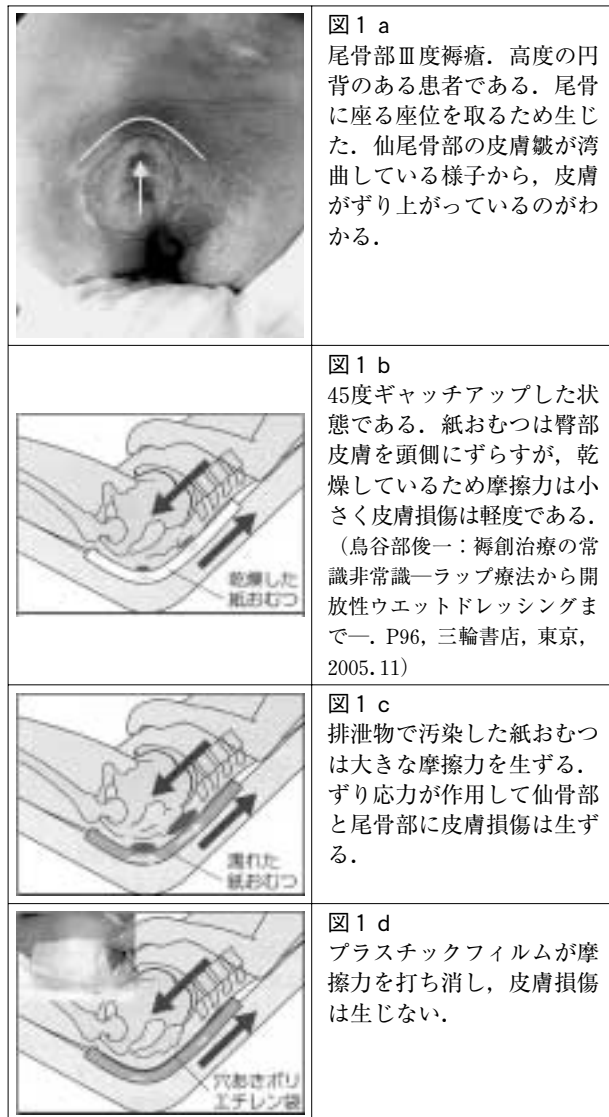 図1 a
尾骨部Ⅲ度褥瘡．高度の円
背のある患者である．尾骨
に座る座位を取るため生じ
た．仙尾骨部の皮膚皺が湾
曲している様子から，皮膚
がずり上がっているのがわ
かる．
図1 b
45度ギャッチアップした状
態である．紙おむつは臀部
皮膚を頭側にずらすが，乾
燥しているため摩擦力は小
さく皮膚損傷は軽度である．
（鳥谷部俊一：褥創治療の常
識非常識―ラップ療法から開
放性ウエットドレッシングま
で―．P96，三輪書店，東京，
2005.11）
乾燥した
紙おむつ
図1 c
排泄物で汚染した紙おむつ
は大きな摩擦力を生ずる．
ずり応力が作用して仙骨部
と尾骨部に皮膚損傷は生ず
る．
濡れた
紙おむつ
図1 d
プラスチックフィルムが摩
擦力を打ち消し，皮膚損傷
は生じない．
穴あきポリ
エチレン袋